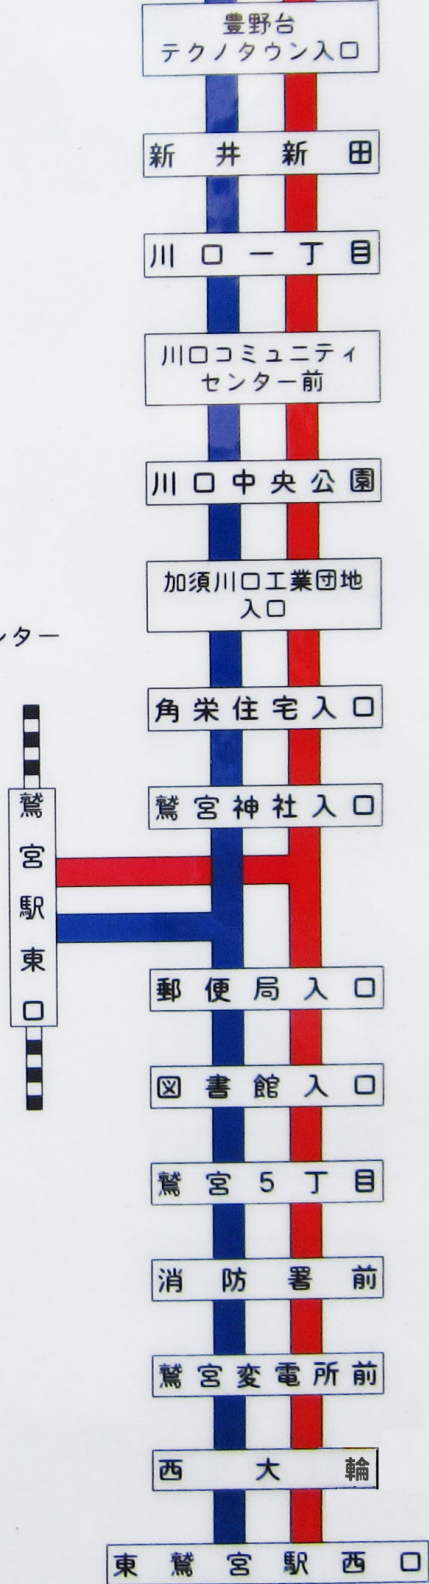 豊野台
テクノタウン入口
新井新田
川口一丁目
川口コミュニティ
センター前
川口中央公園
加須川口工業団地
入口
ンター
角栄住宅入口
鷲宮神社入口
鷲宮駅東口
郵便局入口
図書館入口
鷲宮5丁目
消防署前
鷲宮変電所前
西大輪
東鷲宮駅西口